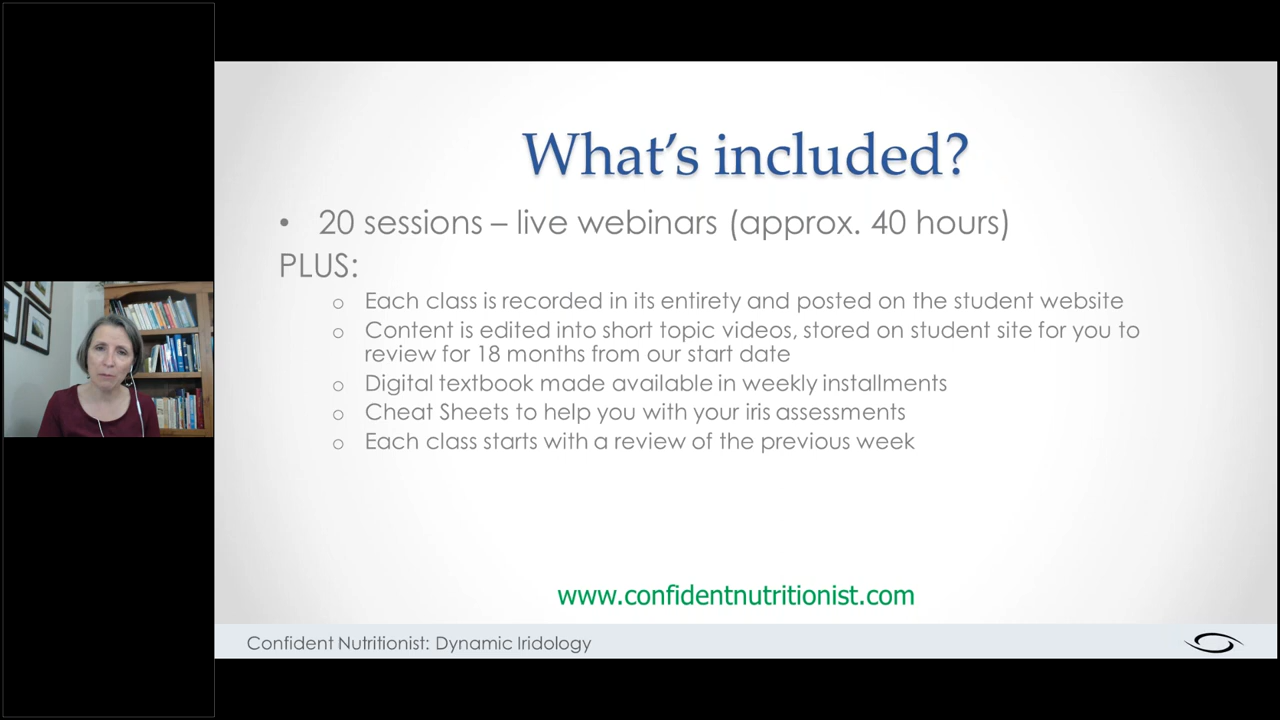 What's included?
• 20 sessions – live webinars (approx. 40 hours)
PLUS:
o Each class is recorded in its entirety and posted on the student website
o Content is edited into short topic videos, stored on student site for you to
review for 18 months from our start date
o Digital textbook made available in weekly installments
o Cheat Sheets to help you with your iris assessments
o Each class starts with a review of the previous week
www.confidentnutritionist.com
Confident Nutritionist: Dynamic Iridology